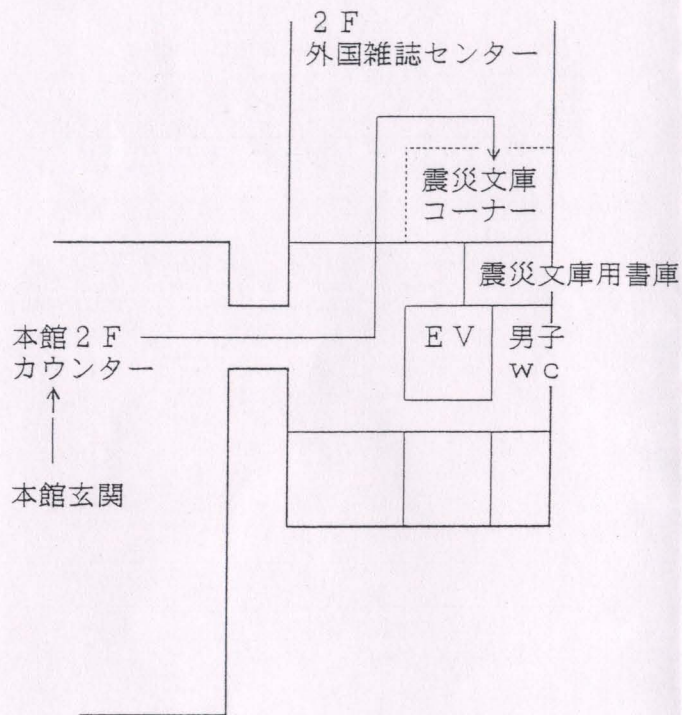 ２Ｆ
外国雑誌センター
震災文庫
コーナー
震災文庫用書庫
本館２Ｆ
カウンター
ＥＶ
男子
ｗｃ
本館玄関